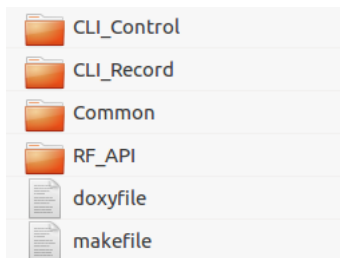 CLI_Control
CLI_Record
Common
RF_API
doxyfile
makefile